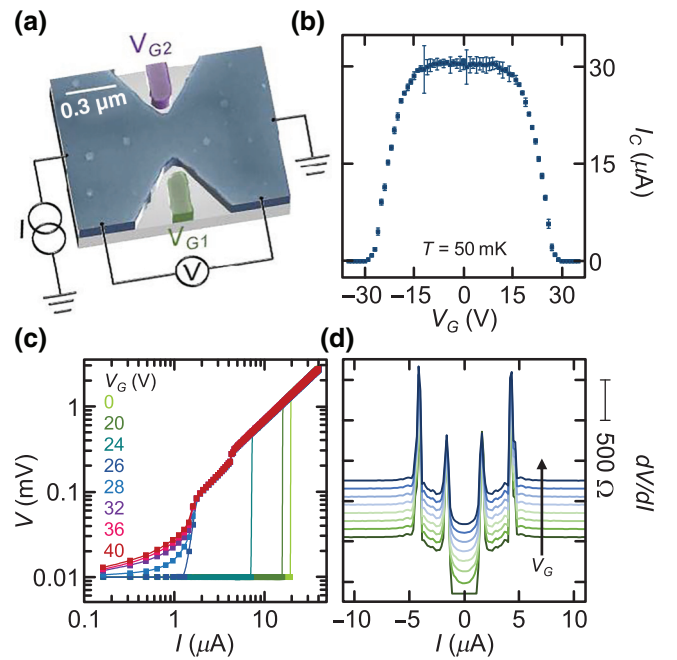 (a)
V_G2
0.3 µm
I
V
V_G1
(b)
30
15
0
I_C (µA)
T = 50 mK
−30 −15 0 15 30
V_G (V)
(c)
V_G (V)
0
20
24
26
28
32
36
40
1
0.1
0.01
V (mV)
0.1 1 10
I (µA)
(d)
500 Ω
dV/dI
V_G
−10 −5 0 5 10
I (µA)